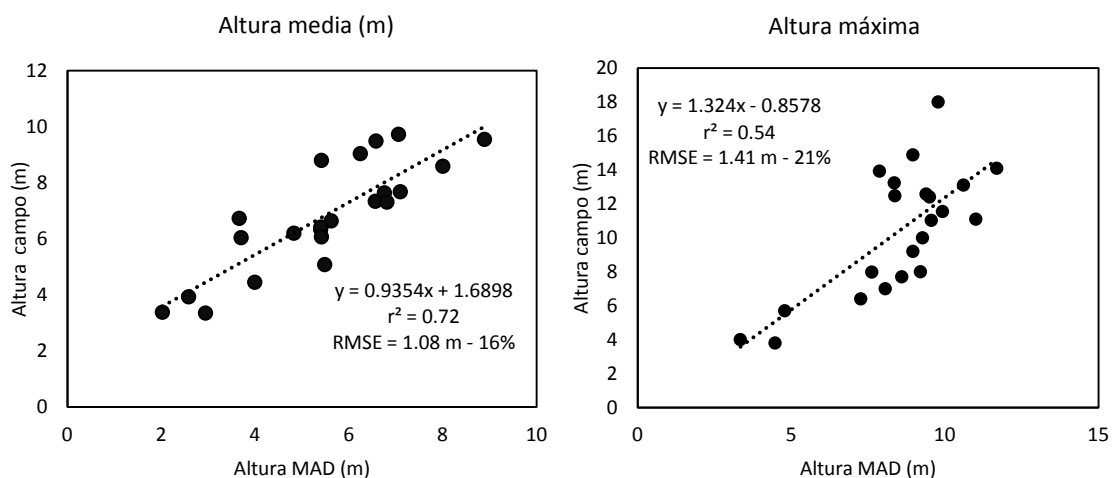 Altura media (m)
12
10
8
6
4
2
0
0
2
4
6
8
10
Altura campo (m)
Altura MAD (m)
y = 0.9354x + 1.6898
r² = 0.72
RMSE = 1.08 m - 16%
Altura máxima
20
18
16
14
12
10
8
6
4
2
0
5
10
15
Altura campo (m)
Altura MAD (m)
y = 1.324x - 0.8578
r² = 0.54
RMSE = 1.41 m - 21%